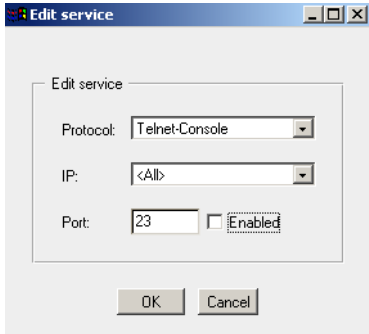 Edit service
Edit service
Protocol: Telnet-Console
IP: <All>
Port: 23 Enabled
OK Cancel